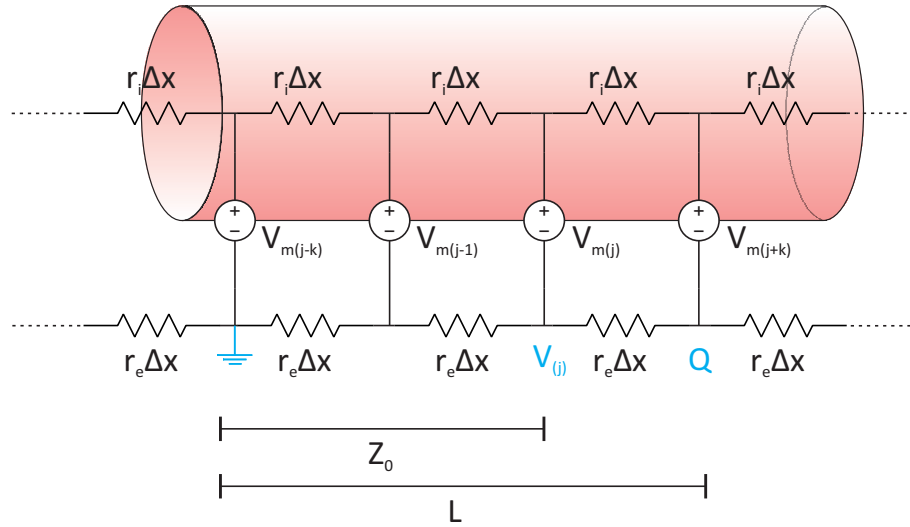 rᵢΔx rᵢΔx rᵢΔx rᵢΔx rᵢΔx
+ + + +
− − − −
Vₘ₍ⱼ₋ₖ₎ Vₘ₍ⱼ₋₁₎ Vₘ₍ⱼ₎ Vₘ₍ⱼ₊ₖ₎
rₑΔx rₑΔx rₑΔx V₍ⱼ₎ rₑΔx Q rₑΔx
Z₀
L